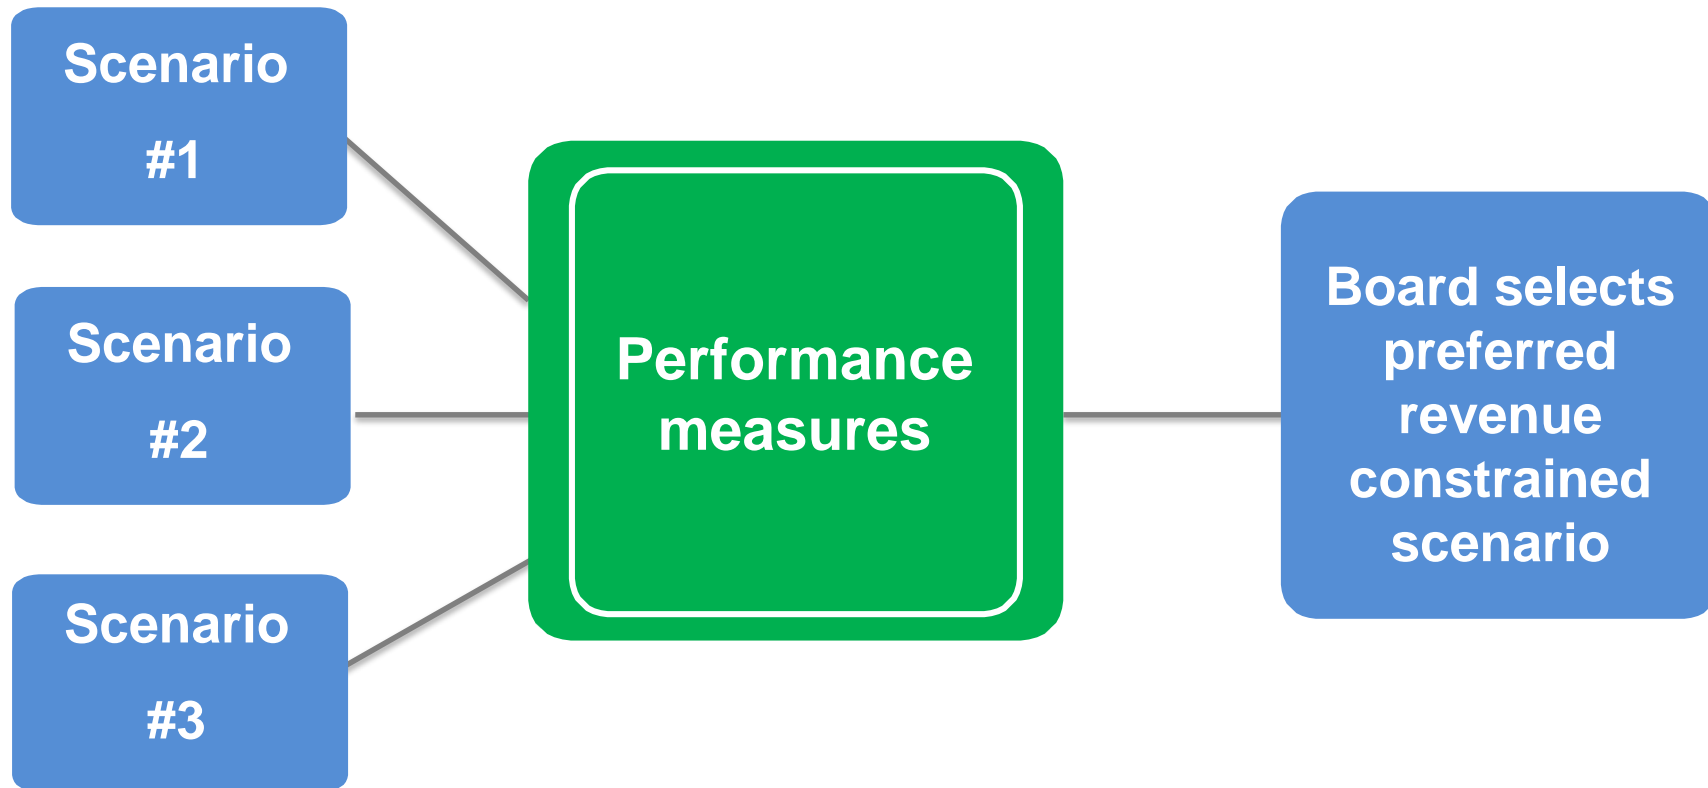 Scenario
#1
Scenario
#2
Scenario
#3
Performance
measures
Board selects
preferred
revenue
constrained
scenario